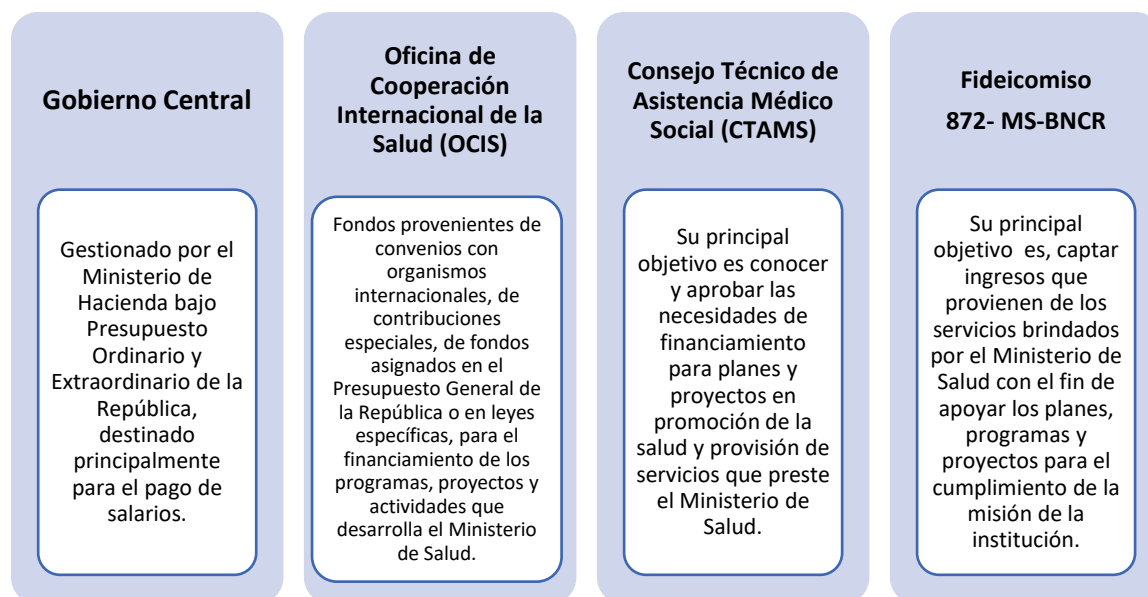 Gobierno Central
Gestionado por el
Ministerio de
Hacienda bajo
Presupuesto
Ordinario y
Extraordinario de la
República,
destinado
principalmente
para el pago de
salarios.
Oficina de
Cooperación
Internacional de la
Salud (OCIS)
Fondos provenientes de
convenios con
organismos
internacionales, de
contribuciones
especiales, de fondos
asignados en el
Presupuesto General de
la República o en leyes
específicas, para el
financiamiento de los
programas, proyectos y
actividades que
desarrolla el Ministerio
de Salud.
Consejo Técnico de
Asistencia Médico
Social (CTAMS)
Su principal
objetivo es conocer
y aprobar las
necesidades de
financiamiento
para planes y
proyectos en
promoción de la
salud y provisión de
servicios que preste
el Ministerio de
Salud.
Fideicomiso
872- MS-BNCR
Su principal
objetivo  es, captar
ingresos que
provienen de los
servicios brindados
por el Ministerio de
Salud con el fin de
apoyar los planes,
programas y
proyectos para el
cumplimiento de la
misión de la
institución.